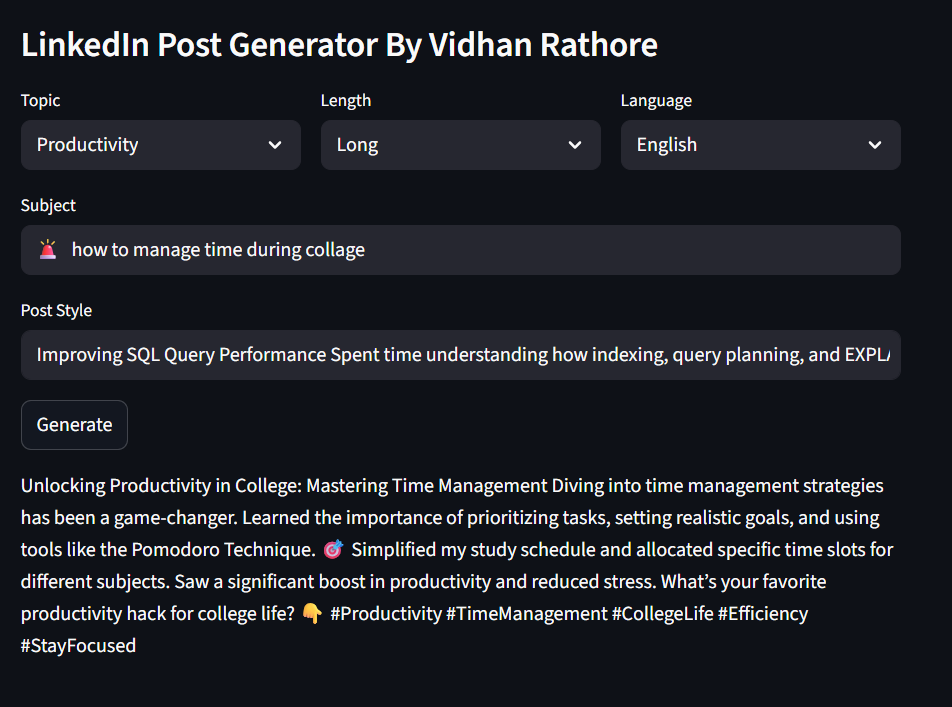 LinkedIn Post Generator By Vidhan Rathore
Topic Length Language
Productivity Long English
Subject
🚨 how to manage time during collage
Post Style
Improving SQL Query Performance Spent time understanding how indexing, query planning, and EXPL
Generate
Unlocking Productivity in College: Mastering Time Management Diving into time management strategies
has been a game-changer. Learned the importance of prioritizing tasks, setting realistic goals, and using
tools like the Pomodoro Technique. 🎯 Simplified my study schedule and allocated specific time slots for
different subjects. Saw a significant boost in productivity and reduced stress. What’s your favorite
productivity hack for college life? 👇 #Productivity #TimeManagement #CollegeLife #Efficiency
#StayFocused